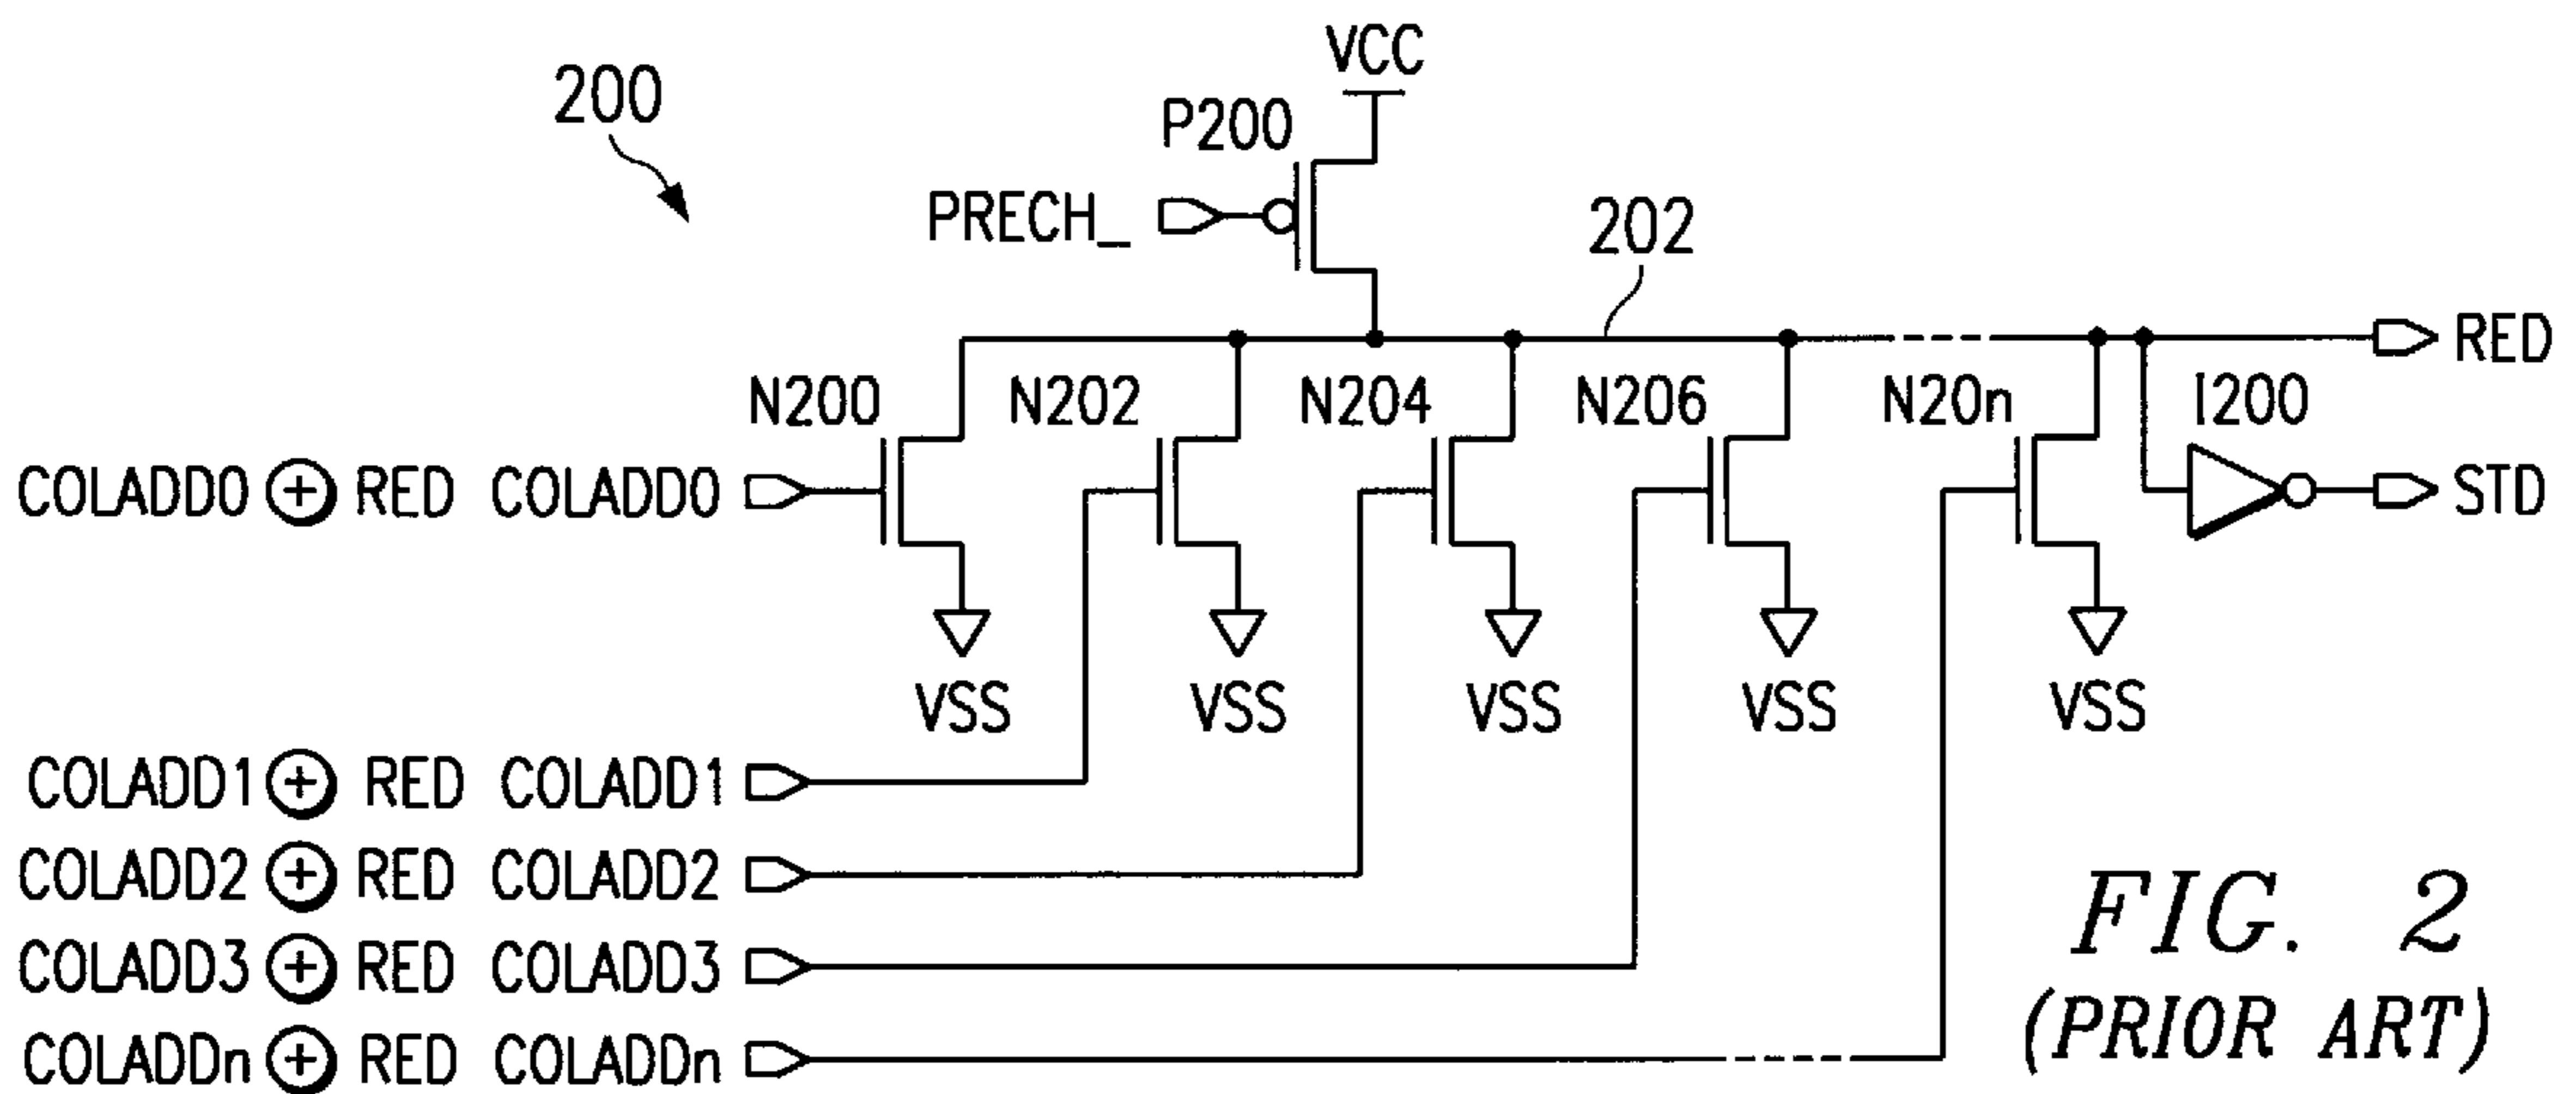 VCC
200
P200
PRECH_
202
RED
N200 N202 N204 N206 N20n I200
COLADD0 ⊕ RED COLADD0
STD
VSS VSS VSS VSS VSS
COLADD1 ⊕ RED COLADD1
COLADD2 ⊕ RED COLADD2
COLADD3 ⊕ RED COLADD3
COLADDn ⊕ RED COLADDn
FIG. 2
(PRIOR ART)